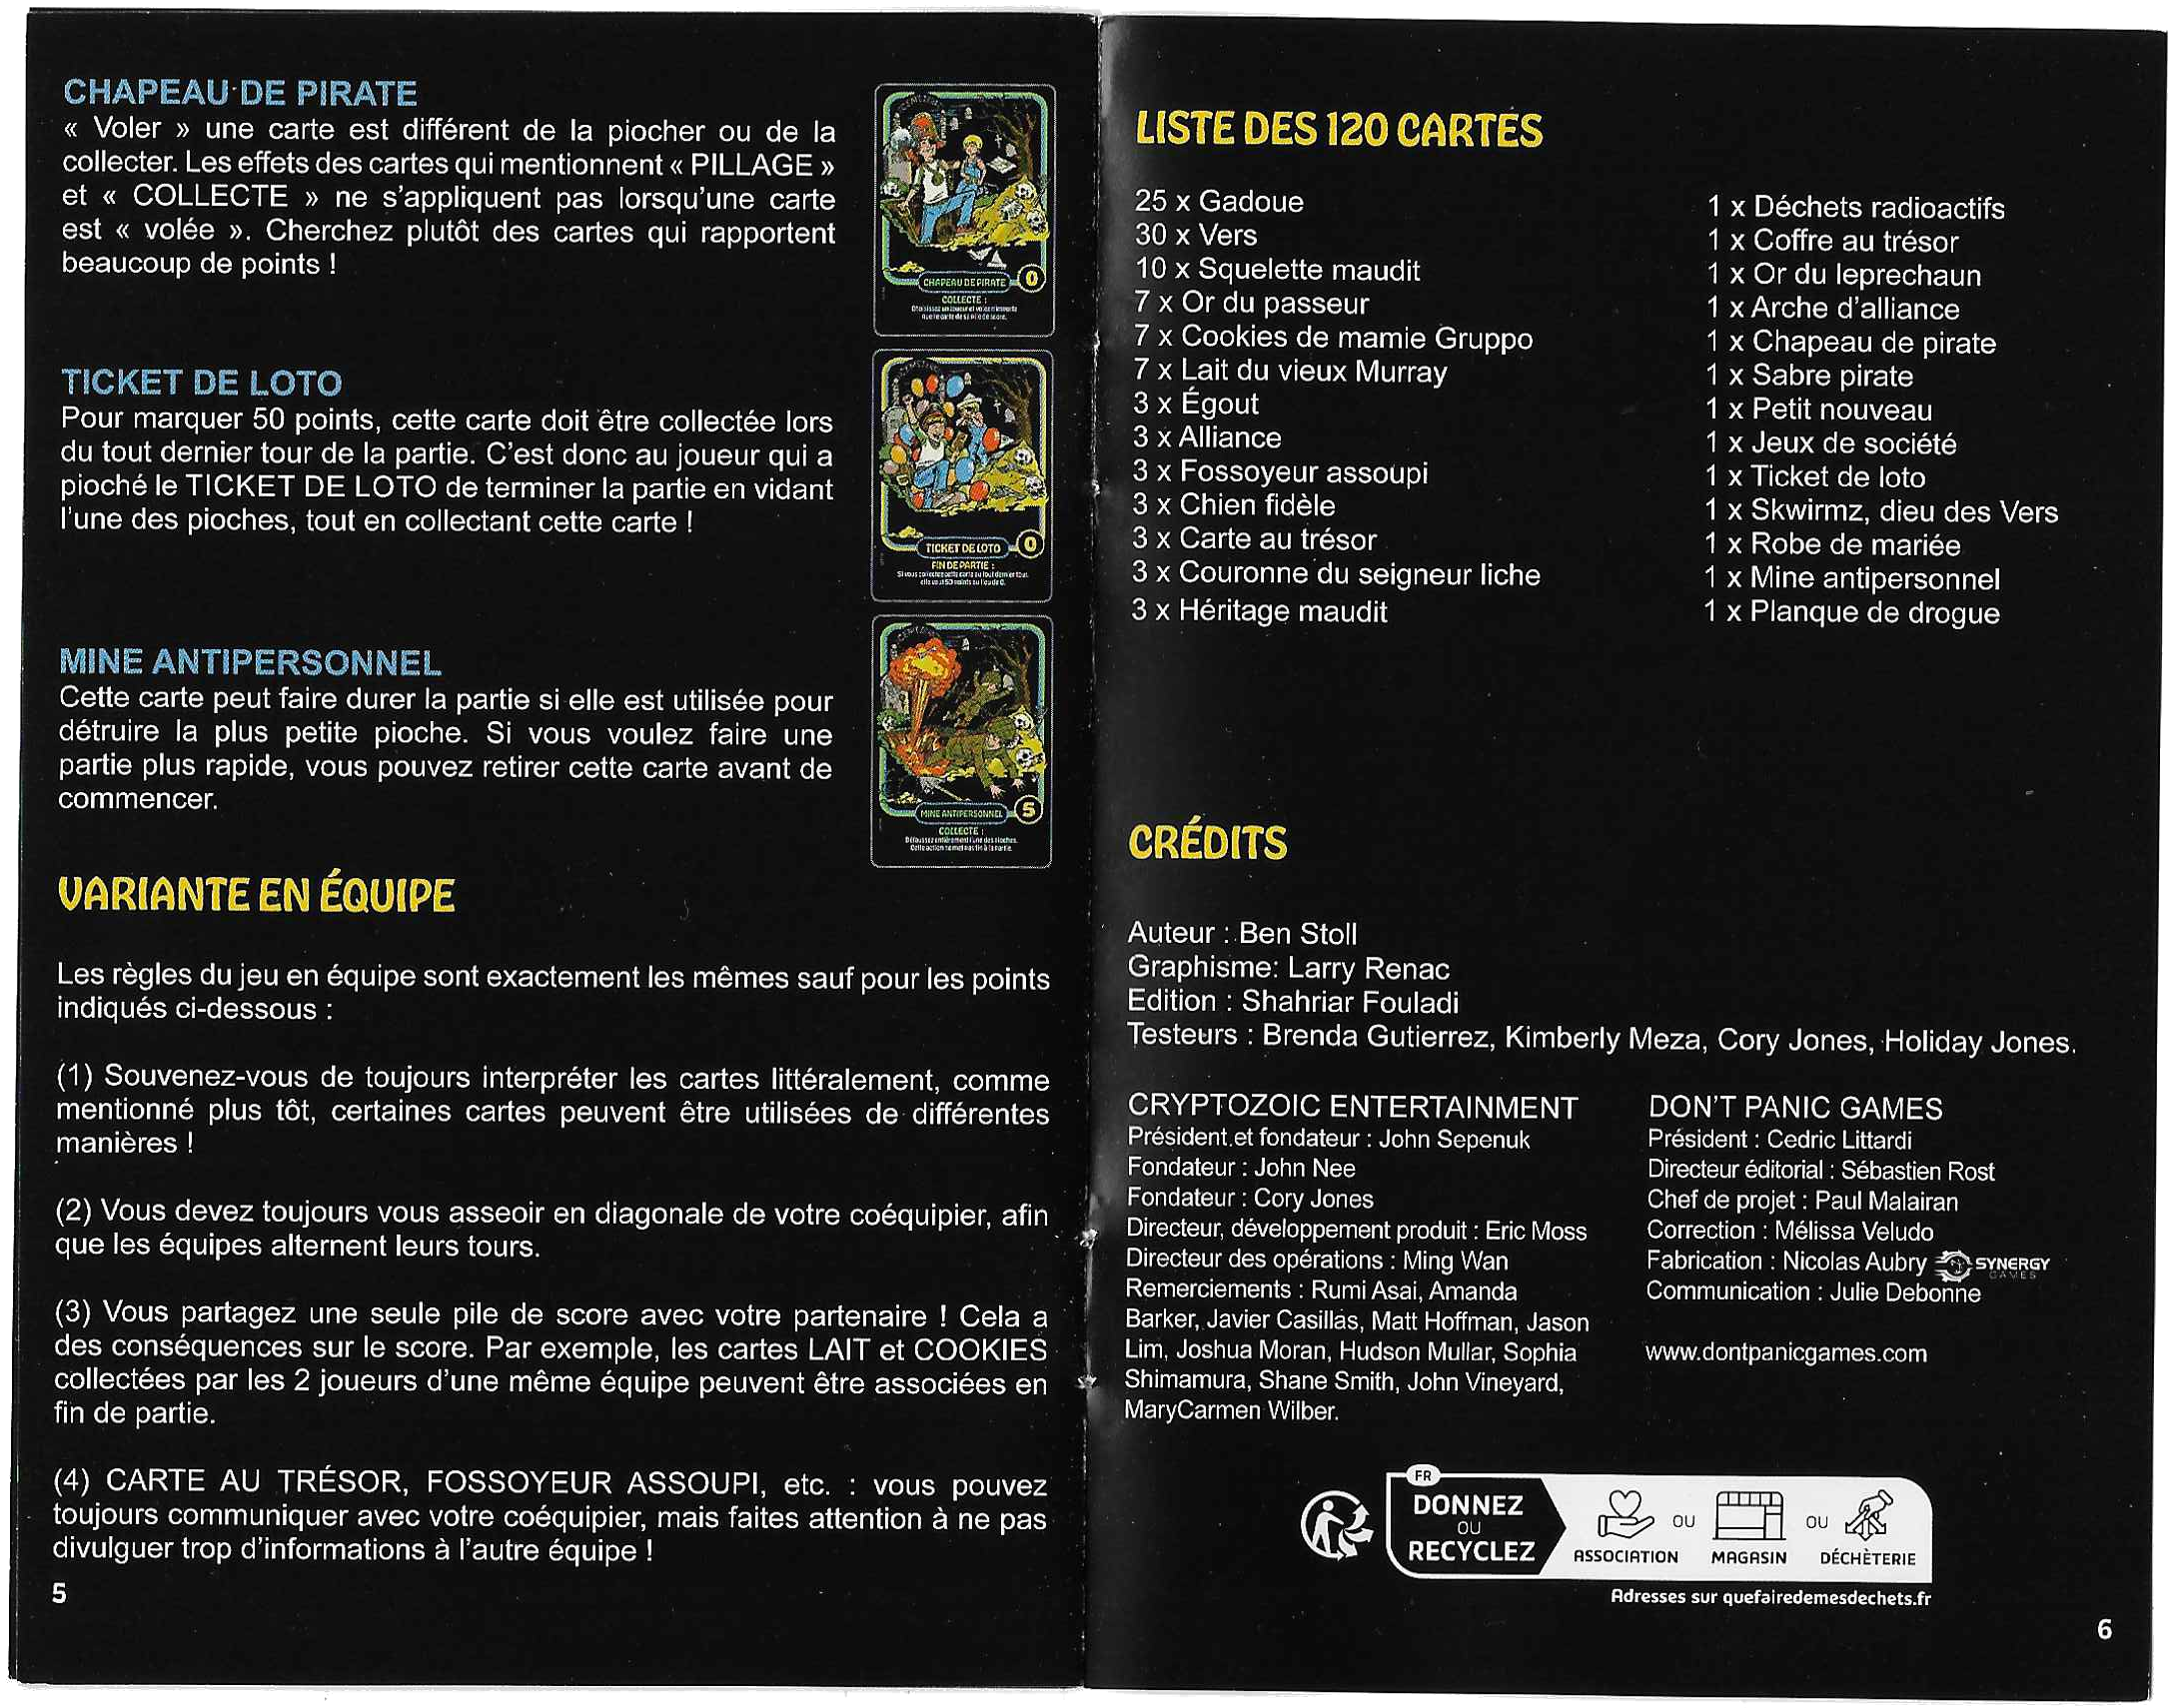 CHAPEAU DE PIRATE
« Voler » une carte est différent de la piocher ou de la
collecter. Les effets des cartes qui mentionnent « PILLAGE »
et « COLLECTE » ne s'appliquent pas lorsqu'une carte
est « volée ». Cherchez plutôt des cartes qui rapportent
beaucoup de points !
CHAPEAU DE PIRATE
0
COLLECTE :
TICKET DE LOTO
Pour marquer 50 points, cette carte doit être collectée lors
du tout dernier tour de la partie. C'est donc au joueur qui a
pioché le TICKET DE LOTO de terminer la partie en vidant
l'une des pioches, tout en collectant cette carte !
TICKET DE LOTO
0
FIN DE PARTIE :
MINE ANTIPERSONNEL
Cette carte peut faire durer la partie si elle est utilisée pour
détruire la plus petite pioche. Si vous voulez faire une
partie plus rapide, vous pouvez retirer cette carte avant de
commencer.
MINE ANTIPERSONNEL
5
COLLECTE :
Défaussez entièrement l'une des pioches.
Cette action ne met pas fin à la partie.
VARIANTE EN ÉQUIPE
Les règles du jeu en équipe sont exactement les mêmes sauf pour les points
indiqués ci-dessous :
(1) Souvenez-vous de toujours interpréter les cartes littéralement, comme
mentionné plus tôt, certaines cartes peuvent être utilisées de différentes
manières !
(2) Vous devez toujours vous asseoir en diagonale de votre coéquipier, afin
que les équipes alternent leurs tours.
(3) Vous partagez une seule pile de score avec votre partenaire ! Cela a
des conséquences sur le score. Par exemple, les cartes LAIT et COOKIES
collectées par les 2 joueurs d'une même équipe peuvent être associées en
fin de partie.
(4) CARTE AU TRÉSOR, FOSSOYEUR ASSOUPI, etc. : vous pouvez
toujours communiquer avec votre coéquipier, mais faites attention à ne pas
divulguer trop d'informations à l'autre équipe !
5
LISTE DES 120 CARTES
25 x Gadoue
30 x Vers
10 x Squelette maudit
7 x Or du passeur
7 x Cookies de mamie Gruppo
7 x Lait du vieux Murray
3 x Égout
3 x Alliance
3 x Fossoyeur assoupi
3 x Chien fidèle
3 x Carte au trésor
3 x Couronne du seigneur liche
3 x Héritage maudit
1 x Déchets radioactifs
1 x Coffre au trésor
1 x Or du leprechaun
1 x Arche d'alliance
1 x Chapeau de pirate
1 x Sabre pirate
1 x Petit nouveau
1 x Jeux de société
1 x Ticket de loto
1 x Skwirmz, dieu des Vers
1 x Robe de mariée
1 x Mine antipersonnel
1 x Planque de drogue
CRÉDITS
Auteur : Ben Stoll
Graphisme: Larry Renac
Edition : Shahriar Fouladi
Testeurs : Brenda Gutierrez, Kimberly Meza, Cory Jones, Holiday Jones.
CRYPTOZOIC ENTERTAINMENT
Président et fondateur : John Sepenuk
Fondateur : John Nee
Fondateur : Cory Jones
Directeur, développement produit : Eric Moss
Directeur des opérations : Ming Wan
Remerciements : Rumi Asai, Amanda
Barker, Javier Casillas, Matt Hoffman, Jason
Lim, Joshua Moran, Hudson Mullar, Sophia
Shimamura, Shane Smith, John Vineyard,
MaryCarmen Wilber.
DON'T PANIC GAMES
Président : Cedric Littardi
Directeur éditorial : Sébastien Rost
Chef de projet : Paul Malairan
Correction : Mélissa Veludo
Fabrication : Nicolas Aubry SYNERGY
GAMES
Communication : Julie Debonne
www.dontpanicgames.com
FR
DONNEZ
OU
RECYCLEZ
ASSOCIATION
OU
MAGASIN
OU
DÉCHÈTERIE
Adresses sur quefairedemesdechets.fr
6